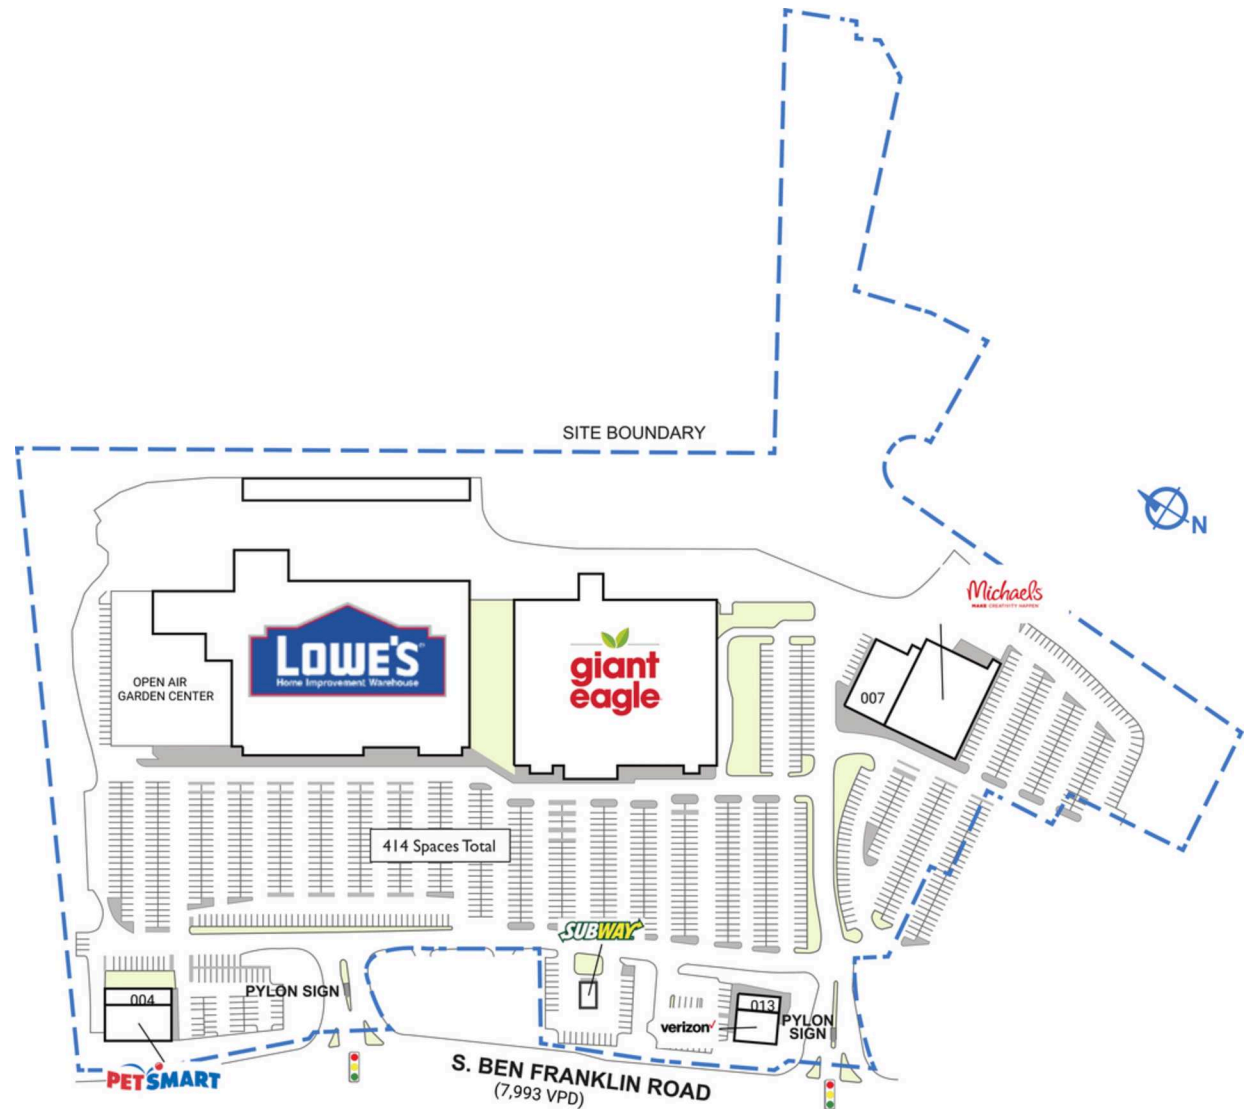 SITE BOUNDARY
N
Michaels
MAKE CREATIVITY HAPPEN
LOWE'S
Home Improvement Warehouse
giant
eagle
OPEN AIR
GARDEN CENTER
007
414 Spaces Total
SUBWAY
004
PYLON SIGN
013
verizon
PYLON
SIGN
PETSMART
S. BEN FRANKLIN ROAD
(7,993 VPD)